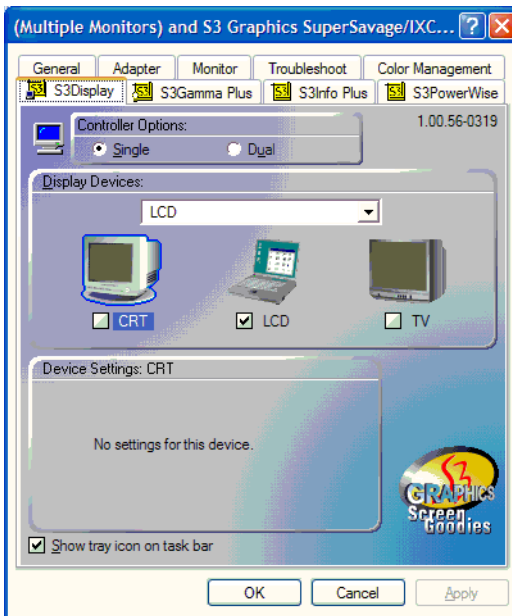 (Multiple Monitors) and S3 Graphics SuperSavage/IXC...
General Adapter Monitor Troubleshoot Color Management
S3Display S3Gamma Plus S3Info Plus S3PowerWise
Controller Options:
1.00.56-0319
Single Dual
Display Devices:
LCD
CRT LCD TV
Device Settings: CRT
No settings for this device.
S3
GRAPHICS
Screen
Goodies
Show tray icon on task bar
OK Cancel Apply